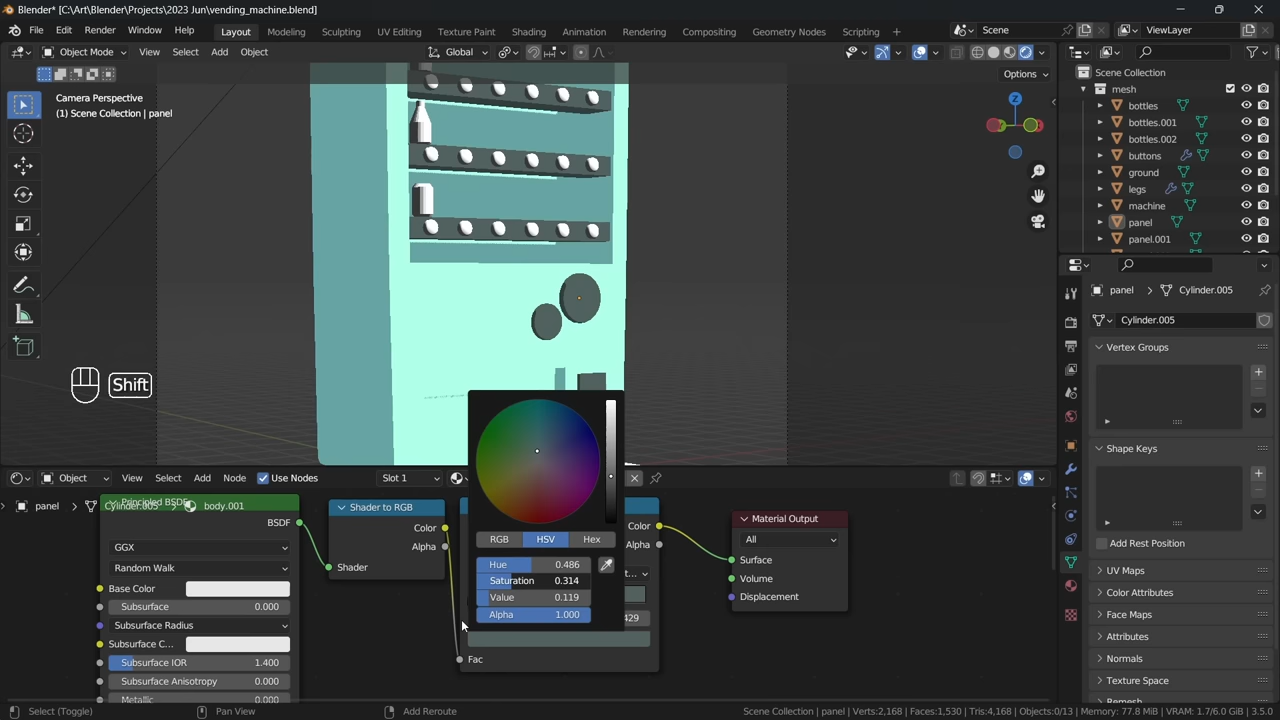 Blender* [C:\Art\Blender\Projects\2023 Jun\vending_machine.blend]
File Edit Render Window Help Layout Modeling Sculpting UV Editing Texture Paint Shading Animation Rendering Compositing Geometry Nodes Scripting + Scene ViewLayer
Object Mode View Select Add Object Global
Options
Camera Perspective
(1) Scene Collection | panel
Z
Y
Scene Collection
mesh
bottles
bottles.001
bottles.002
buttons
ground
legs
machine
panel
panel.001
panel > Cylinder.005
Cylinder.005
Vertex Groups
Shape Keys
Add Rest Position
UV Maps
Color Attributes
Face Maps
Attributes
Normals
Texture Space
Remesh
Shift
Object View Select Add Node Use Nodes Slot 1
panel > Cylinder.005 > body.001
Principled BSDF
BSDF
GGX
Random Walk
Base Color
Subsurface 0.000
Subsurface Radius
Subsurface C...
Subsurface IOR 1.400
Subsurface Anisotropy 0.000
Metallic 0.000
Shader to RGB
Color
Alpha
Shader
RGB HSV Hex
Hue 0.486
Saturation 0.314
Value 0.119
Alpha 1.000
Color
Alpha
t...
429
Fac
Material Output
All
Surface
Volume
Displacement
Select (Toggle) Pan View Add Reroute Scene Collection | panel | Verts:2,168 | Faces:1,530 | Tris:4,168 | Objects:0/13 | Memory: 77.8 MiB | VRAM: 1.7/6.0 GiB | 3.5.0